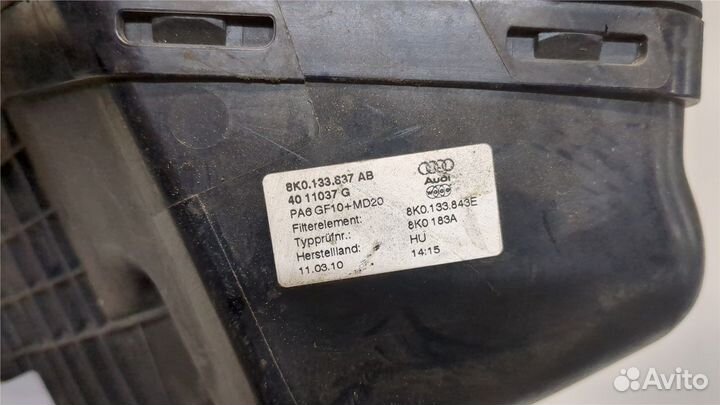 8K0.133.837 AB
40 11037 G
PA6 GF10+MD20
Filterelement: 8K0.133.843E
Typprüfnr.: 8K0 183A
Herstellland: HU
11.03.10 14:15
Audi
Avito